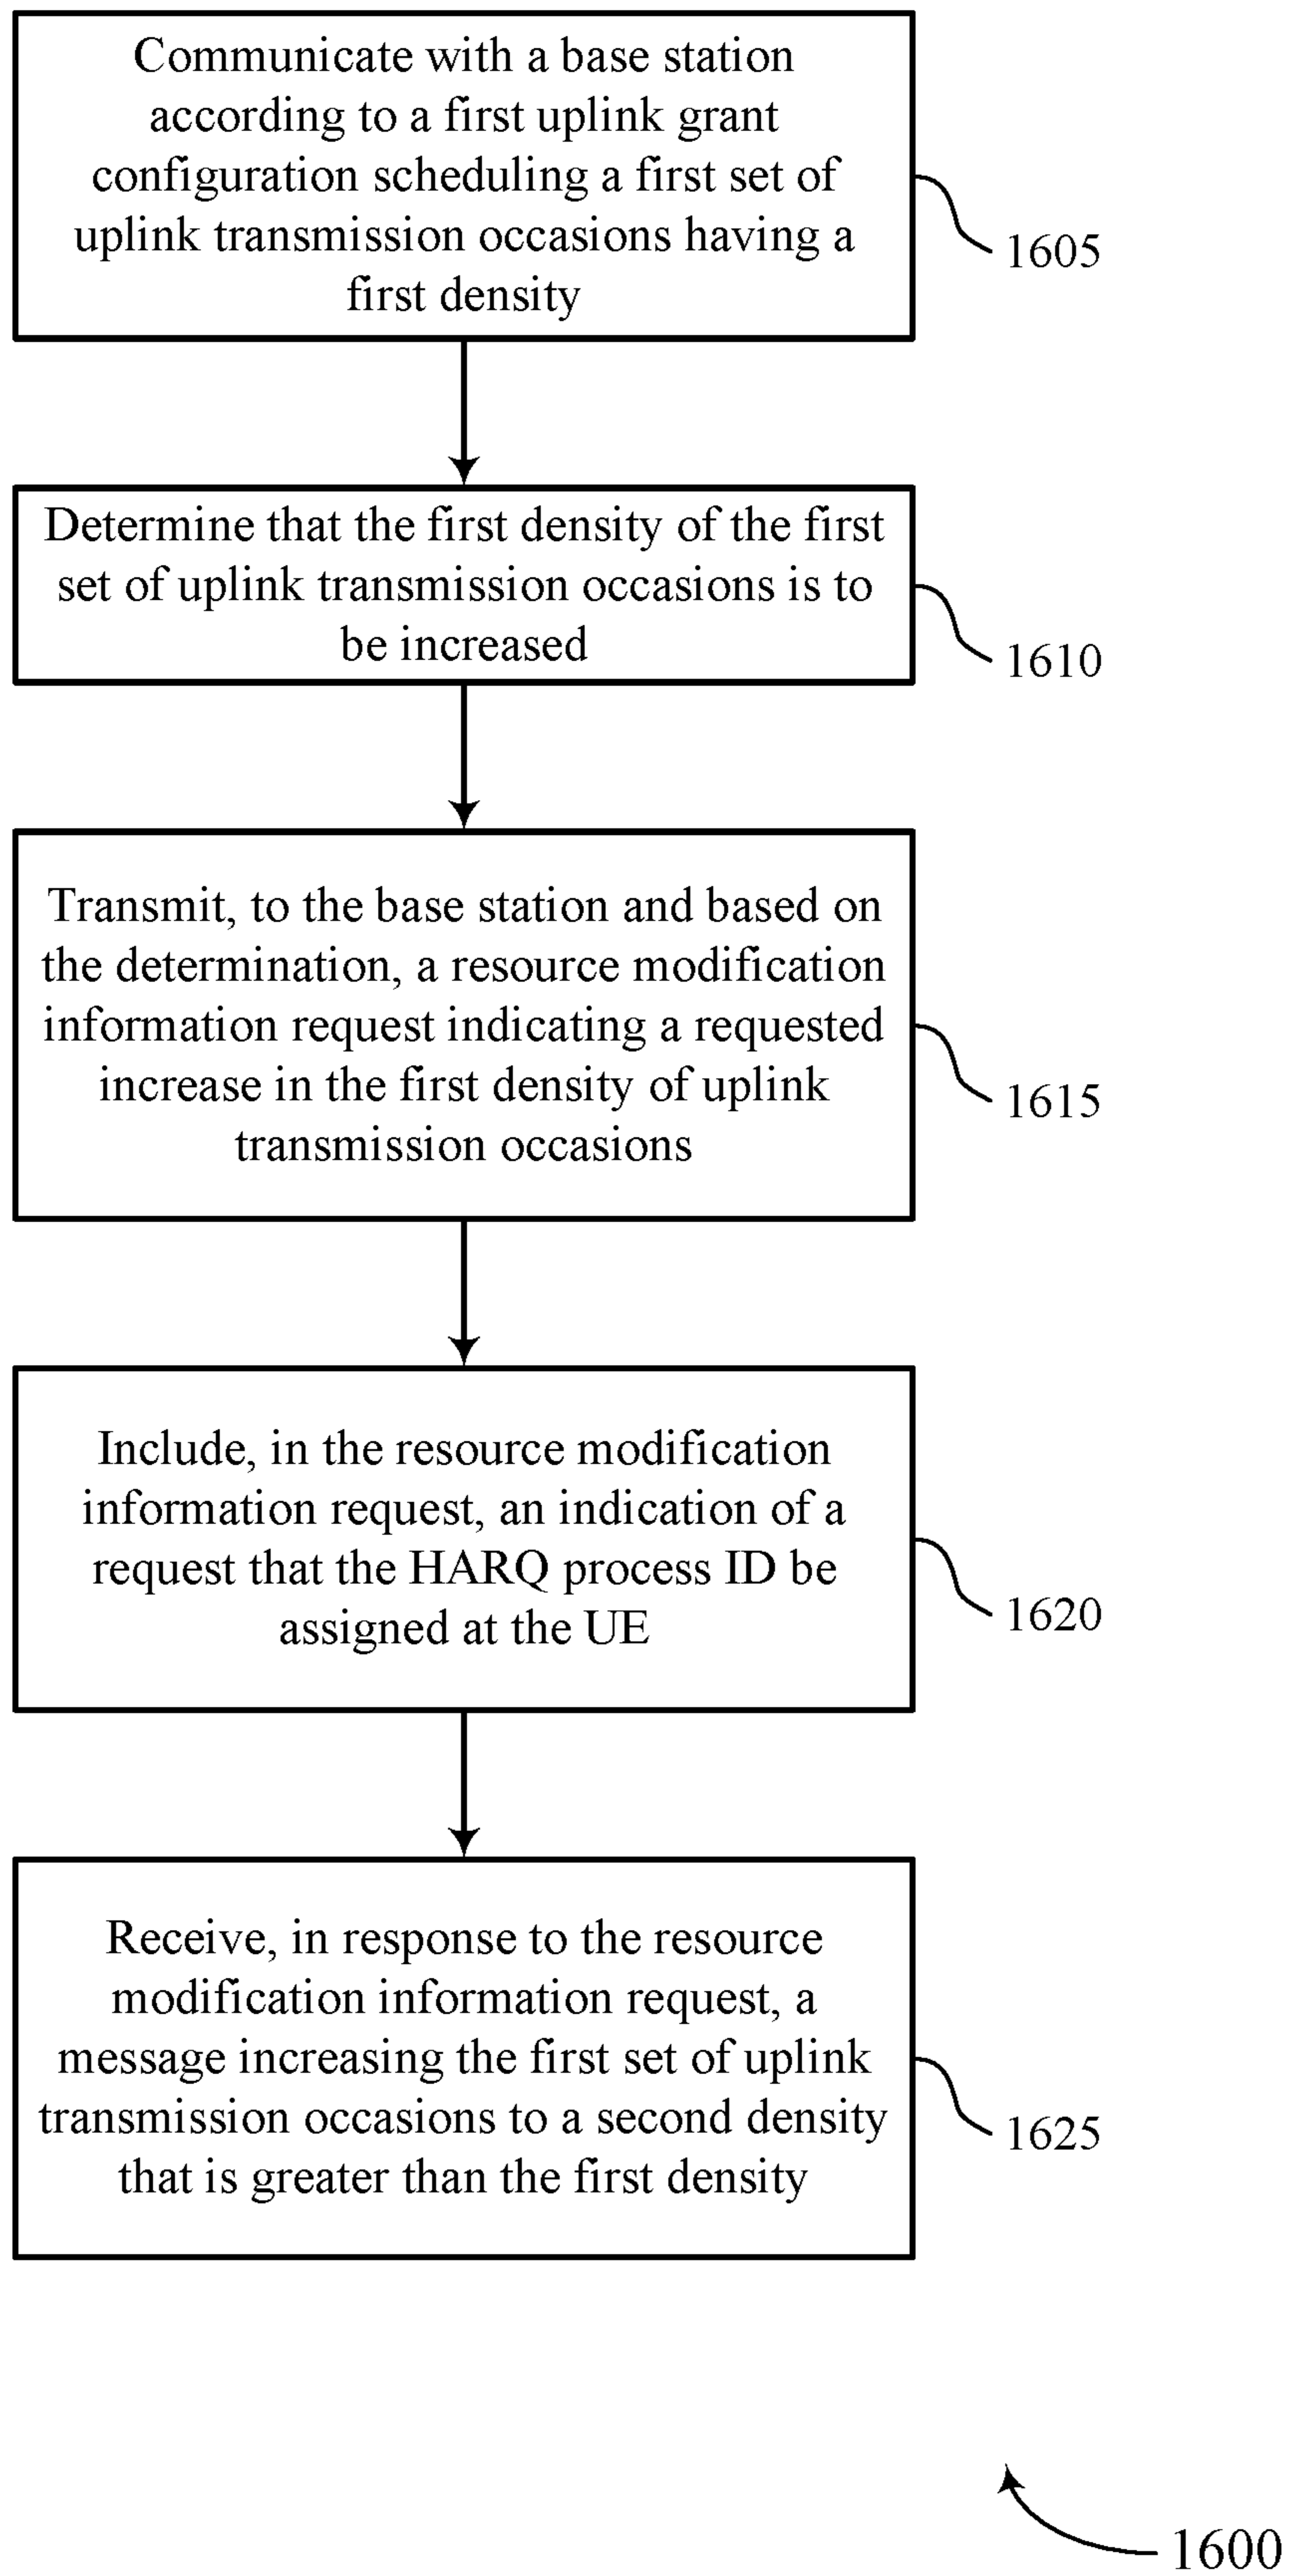 Communicate with a base station
according to a first uplink grant
configuration scheduling a first set of
uplink transmission occasions having a
first density
1605
Determine that the first density of the first
set of uplink transmission occasions is to
be increased
1610
Transmit, to the base station and based on
the determination, a resource modification
information request indicating a requested
increase in the first density of uplink
transmission occasions
1615
Include, in the resource modification
information request, an indication of a
request that the HARQ process ID be
assigned at the UE
1620
Receive, in response to the resource
modification information request, a
message increasing the first set of uplink
transmission occasions to a second density
that is greater than the first density
1625
1600